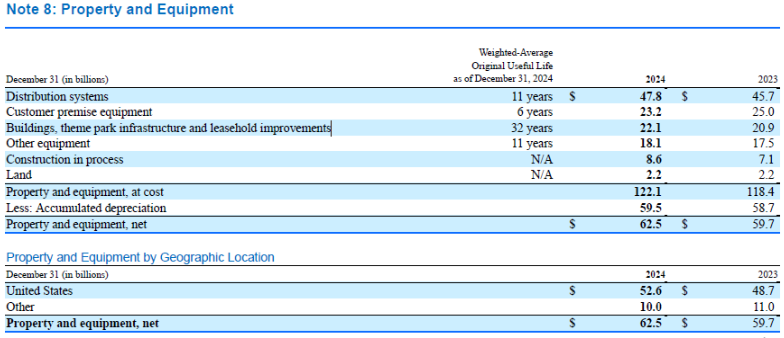 Note 8: Property and Equipment
Weighted-Average
Original Useful Life
December 31 (in billions) as of December 31, 2024 2024 2023
Distribution systems 11 years $ 47.8 $ 45.7
Customer premise equipment 6 years 23.2 25.0
Buildings, theme park infrastructure and leasehold improvements 32 years 22.1 20.9
Other equipment 11 years 18.1 17.5
Construction in process N/A 8.6 7.1
Land N/A 2.2 2.2
Property and equipment, at cost 122.1 118.4
Less: Accumulated depreciation 59.5 58.7
Property and equipment, net $ 62.5 $ 59.7
Property and Equipment by Geographic Location
December 31 (in billions) 2024 2023
United States $ 52.6 $ 48.7
Other 10.0 11.0
Property and equipment, net $ 62.5 $ 59.7